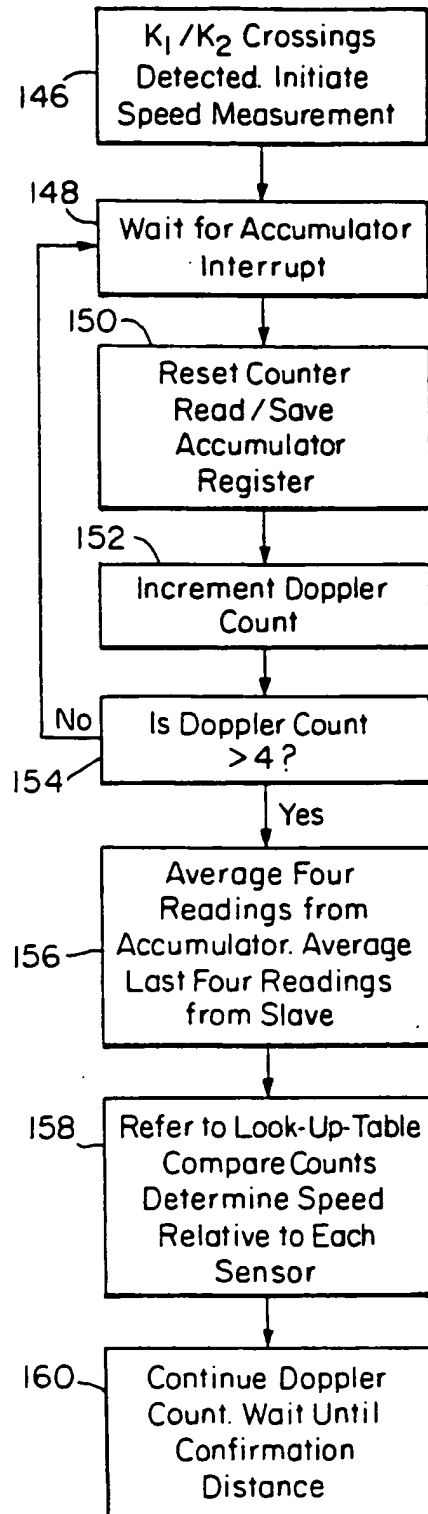 K1/K2 Crossings
Detected. Initiate
Speed Measurement
146
148
Wait for Accumulator
Interrupt
150
Reset Counter
Read/Save
Accumulator
Register
152
Increment Doppler
Count
No
Is Doppler Count
>4?
154
Yes
Average Four
Readings from
Accumulator. Average
Last Four Readings
from Slave
156
158
Refer to Look-Up-Table
Compare Counts
Determine Speed
Relative to Each
Sensor
160
Continue Doppler
Count. Wait Until
Confirmation
Distance